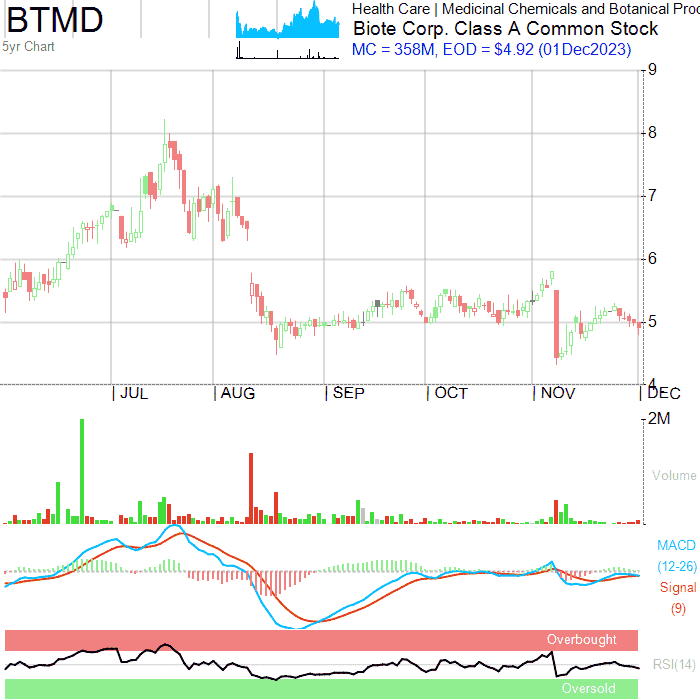 BTMD
5yr Chart
Health Care | Medicinal Chemicals and Botanical Proc
Biote Corp. Class A Common Stock
MC = 358M, EOD = $4.92 (01Dec2023)
9
8
7
6
5
4
JUL AUG SEP OCT NOV DEC
2M
Volume
MACD
(12-26)
Signal
(9)
Overbought
RSI(14)
Oversold